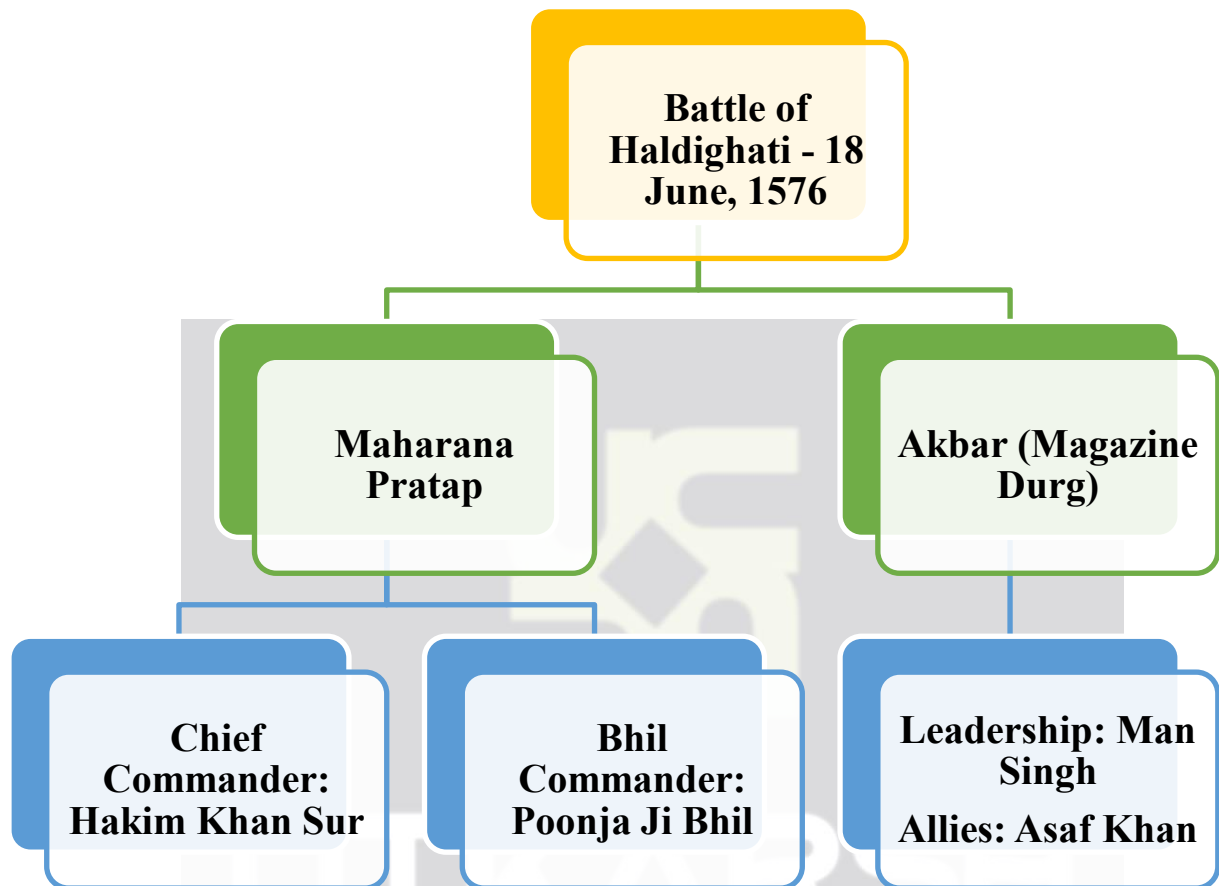 Battle of
Haldighati - 18
June, 1576
Maharana
Pratap
Akbar (Magazine
Durg)
Chief
Commander:
Hakim Khan Sur
Bhil
Commander:
Poonja Ji Bhil
Leadership: Man
Singh
Allies: Asaf Khan